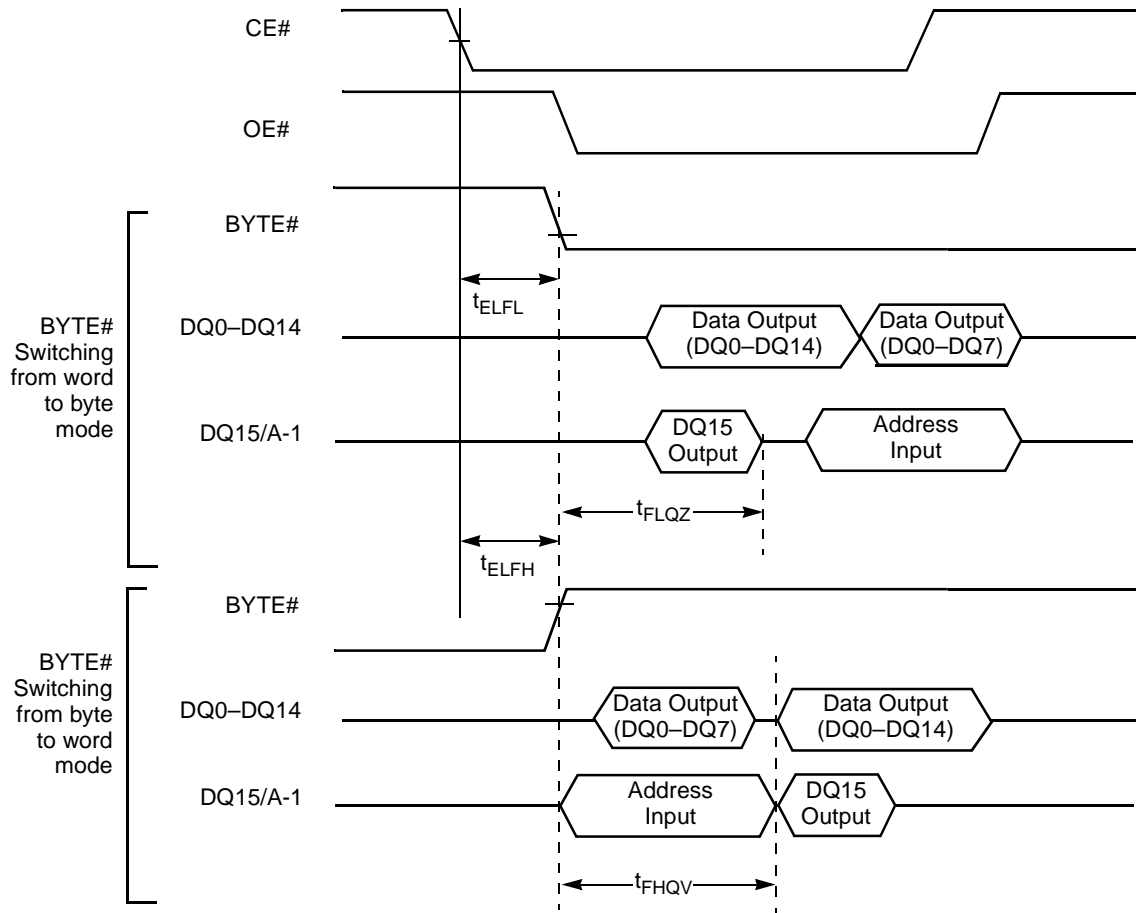 CE#
OE#
BYTE#
tELFL
BYTE#
Switching
from word
to byte
mode
DQ0–DQ14
Data Output
(DQ0–DQ14)
Data Output
(DQ0–DQ7)
DQ15/A-1
DQ15
Output
Address
Input
tFLQZ
tELFH
BYTE#
BYTE#
Switching
from byte
to word
mode
DQ0–DQ14
Data Output
(DQ0–DQ7)
Data Output
(DQ0–DQ14)
DQ15/A-1
Address
Input
DQ15
Output
tFHQV